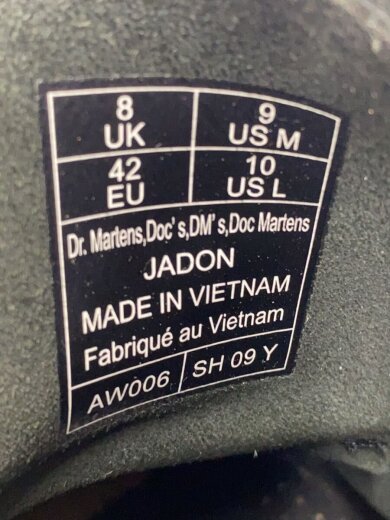 8 UK
9 US M
42 EU
10 US L
Dr. Martens,Doc's,DM's,Doc Martens
JADON
MADE IN VIETNAM
Fabriqué au Vietnam
AW006
SH 09 Y